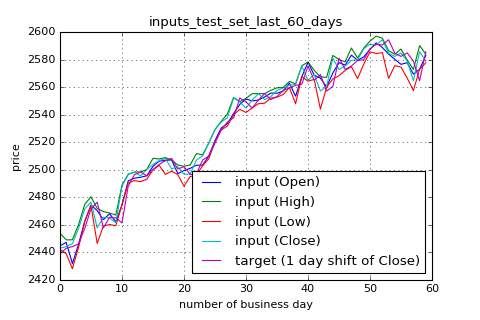 inputs_test_set_last_60_days
2600
2580
2560
2540
2520
2500
2480
2460
2440
2420
price
input (Open)
input (High)
input (Low)
input (Close)
target (1 day shift of Close)
0 10 20 30 40 50 60
number of business day